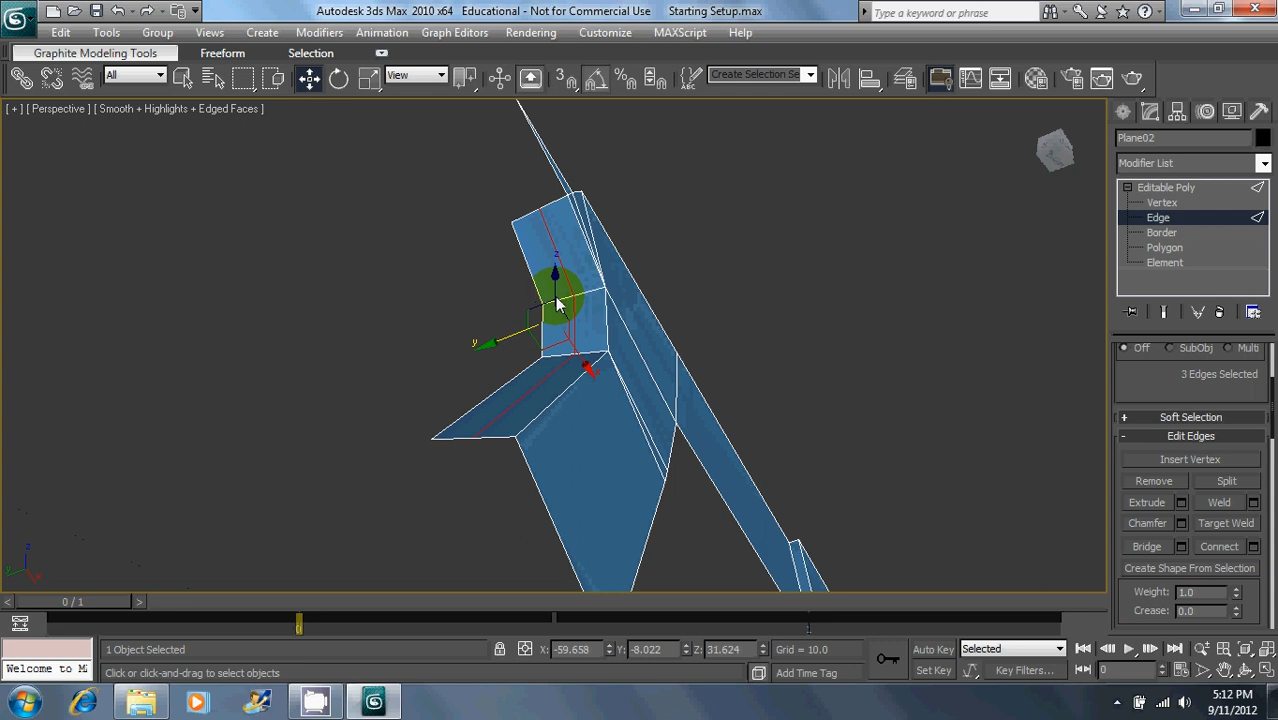 Autodesk 3ds Max 2010 x64 Educational - Not for Commercial Use Starting Setup.max
Type a keyword or phrase
Edit Tools Group Views Create Modifiers Animation Graph Editors Rendering Customize MAXScript Help
Graphite Modeling Tools Freeform Selection
All View 3 Create Selection Se
[ + ] [ Perspective ] [ Smooth + Highlights + Edged Faces ]
Plane02
Modifier List
Editable Poly
Vertex
Edge
Border
Polygon
Element
Off SubObj Multi
3 Edges Selected
Soft Selection
Edit Edges
Insert Vertex
Remove Split
Extrude Weld
Chamfer Target Weld
Bridge Connect
Create Shape From Selection
Weight: 1.0
Crease: 0.0
z
y
z
y x
0 / 1
1 Object Selected X: -59.658 Y: -8.022 Z: 31.624 Grid = 10.0 Auto Key Selected
Welcome to M Click or click-and-drag to select objects Add Time Tag Set Key Key Filters... 0
5:12 PM
9/11/2012